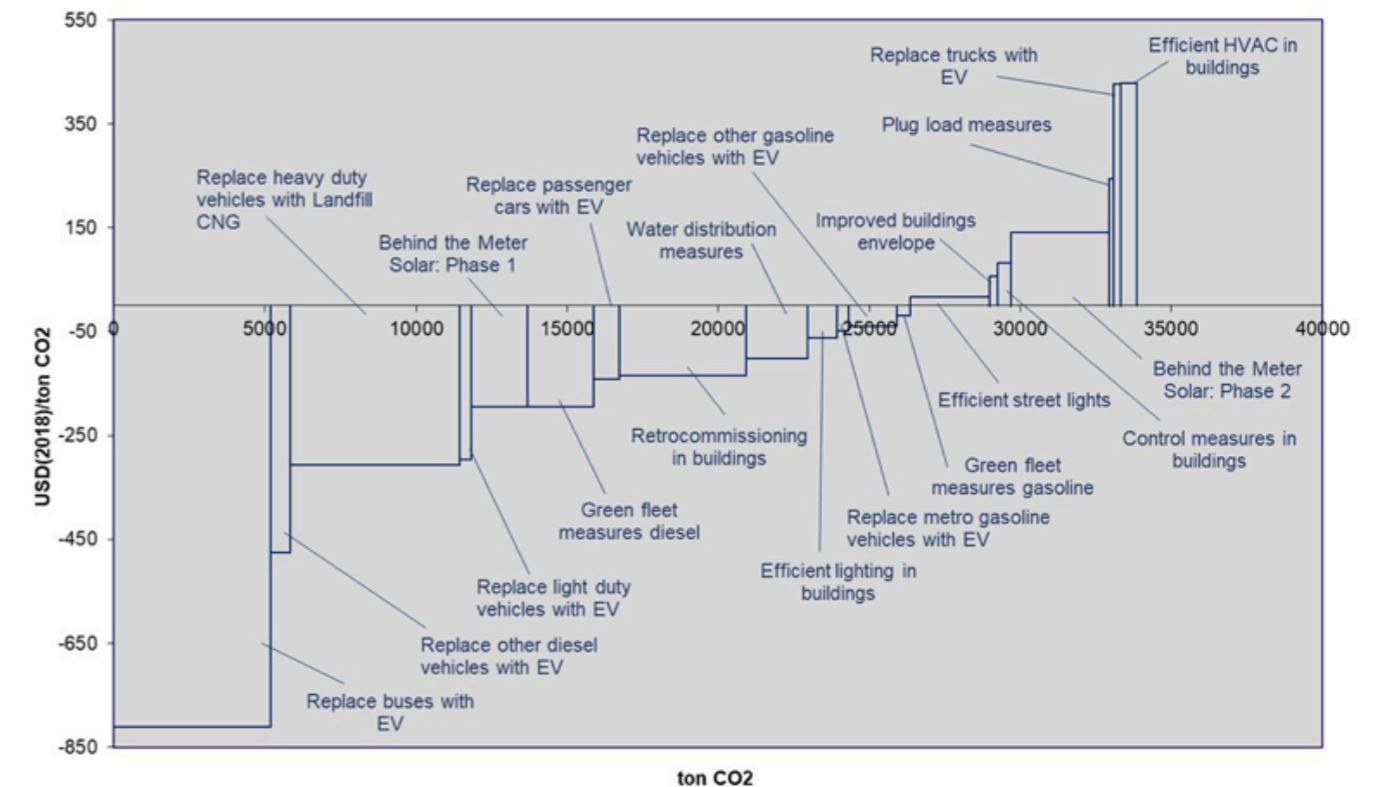 550
Replace trucks with
EV
Efficient HVAC in
buildings
350
Plug load measures
Replace other gasoline
vehicles with EV
Replace heavy duty
vehicles with Landfill
CNG
Replace passenger
cars with EV
150
Water distribution
measures
Improved buildings
envelope
Behind the Meter
Solar: Phase 1
-50
0
5000
10000
15000
20000
25000
30000
35000
40000
USD(2018)/ton CO2
Behind the Meter
Solar: Phase 2
Efficient street lights
-250
Retrocommissioning
in buildings
Control measures in
buildings
Green fleet
measures gasoline
Green fleet
measures diesel
Replace metro gasoline
vehicles with EV
-450
Efficient lighting in
buildings
Replace light duty
vehicles with EV
-650
Replace other diesel
vehicles with EV
Replace buses with
EV
-850
ton CO2